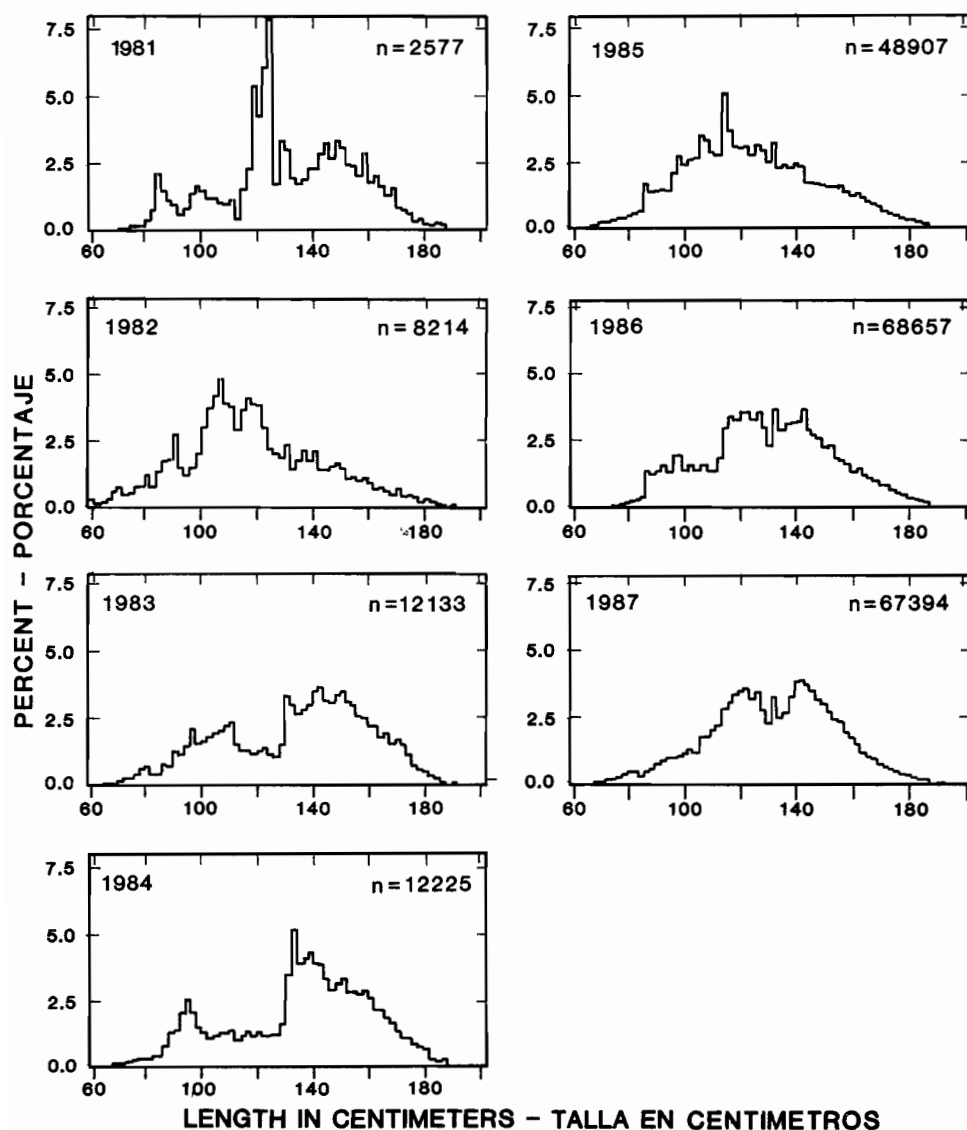 PERCENT - PORCENTAJE
1981 n=2577
7.5
5.0
2.5
0.0
60 100 140 180
1985 n=48907
7.5
5.0
2.5
0.0
60 100 140 180
1982 n=8214
7.5
5.0
2.5
0.0
60 100 140 180
1986 n=68657
7.5
5.0
2.5
0.0
60 100 140 180
1983 n=12133
7.5
5.0
2.5
0.0
60 100 140 180
1987 n=67394
7.5
5.0
2.5
0.0
60 100 140 180
1984 n=12225
7.5
5.0
2.5
0.0
60 100 140 180
LENGTH IN CENTIMETERS - TALLA EN CENTIMETROS